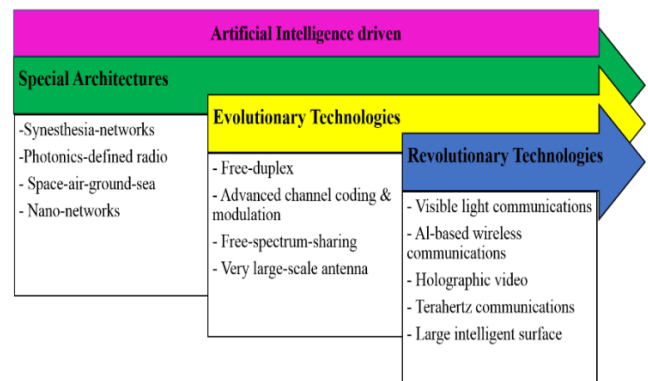 Artificial Intelligence driven
Special Architectures
-Synesthesia-networks
-Photonics-defined radio
- Space-air-ground-sea
- Nano-networks
Evolutionary Technologies
- Free-duplex
- Advanced channel coding &
modulation
- Free-spectrum-sharing
- Very large-scale antenna
Revolutionary Technologies
- Visible light communications
- AI-based wireless
communications
- Holographic video
- Terahertz communications
- Large intelligent surface